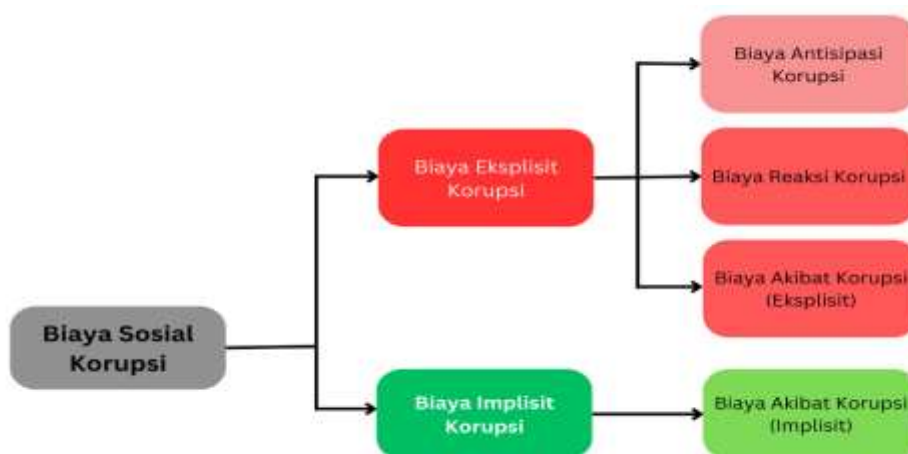 Biaya Antisipasi
Korupsi
Biaya Eksplisit
Korupsi
Biaya Reaksi Korupsi
Biaya Akibat Korupsi
(Eksplisit)
Biaya Sosial
Korupsi
Biaya Implisit
Korupsi
Biaya Akibat Korupsi
(Implisit)